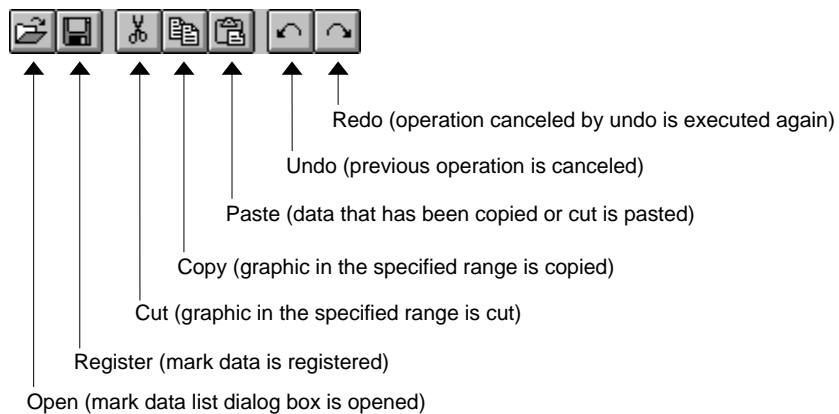 Redo (operation canceled by undo is executed again)
Undo (previous operation is canceled)
Paste (data that has been copied or cut is pasted)
Copy (graphic in the specified range is copied)
Cut (graphic in the specified range is cut)
Register (mark data is registered)
Open (mark data list dialog box is opened)